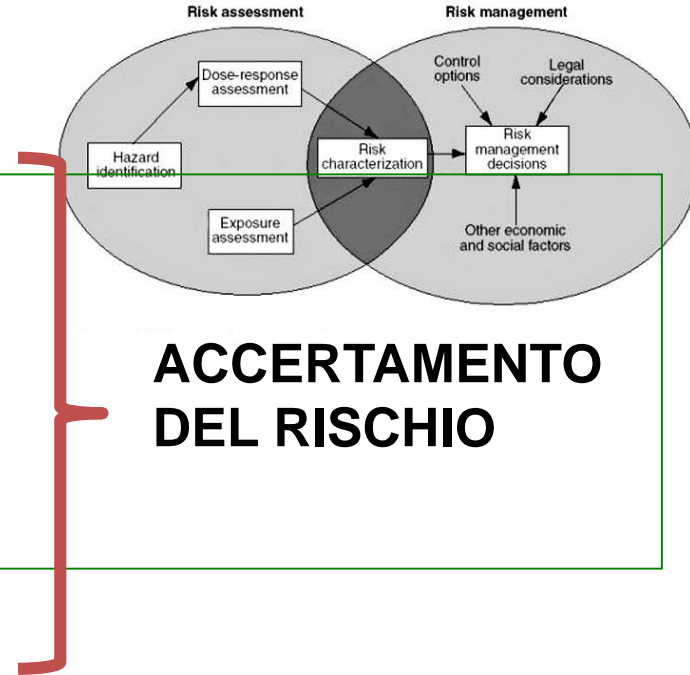 Risk assessment
Risk management
Dose-response
assessment
Hazard
identification
Exposure
assessment
Risk
characterization
Control
options
Legal
considerations
Risk
management
decisions
Other economic
and social factors
ACCERTAMENTO
DEL RISCHIO